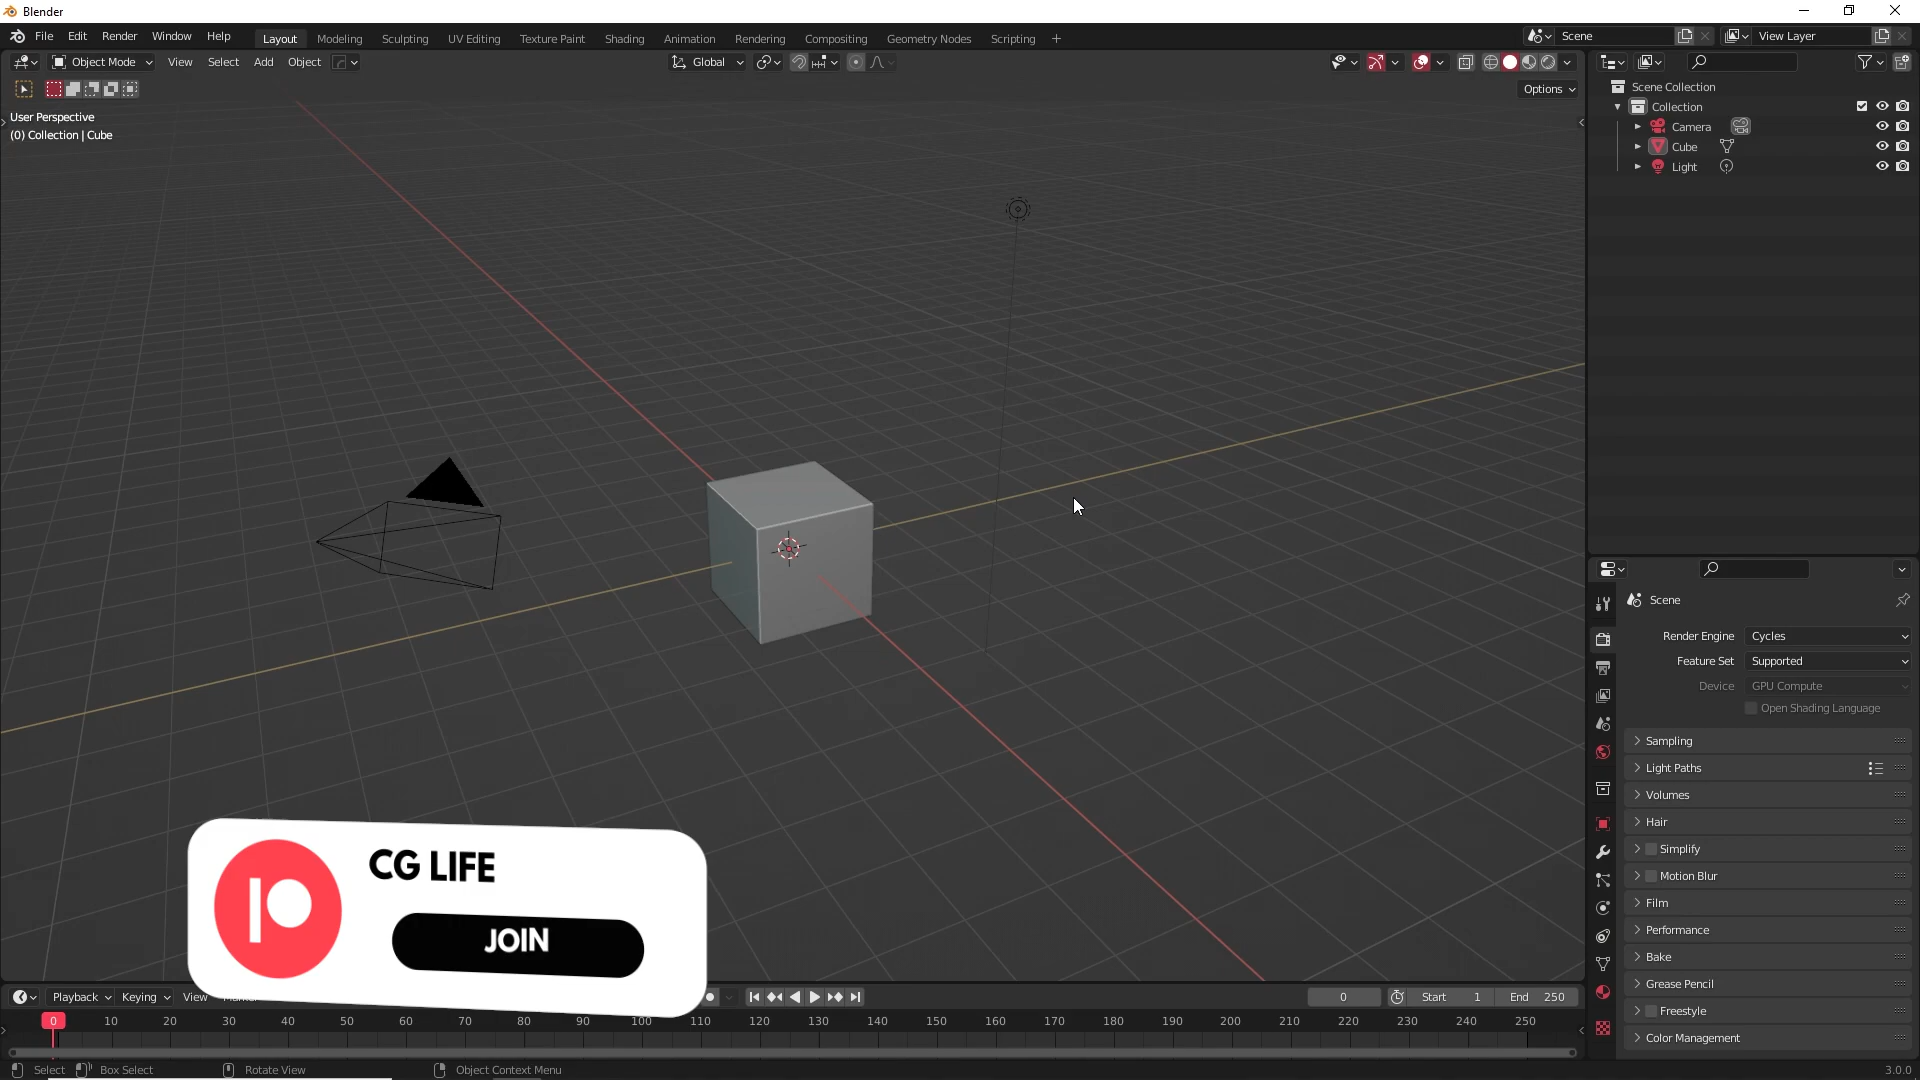 Blender
File Edit Render Window Help Layout Modeling Sculpting UV Editing Texture Paint Shading Animation Rendering Compositing Geometry Nodes Scripting + Scene View Layer
Object Mode View Select Add Object Global
Options
User Perspective
(0) Collection | Cube
Scene Collection
Collection
Camera
Cube
Light
Scene
Render Engine Cycles
Feature Set Supported
Device GPU Compute
Open Shading Language
Sampling
Light Paths
Volumes
Hair
Simplify
Motion Blur
Film
Performance
Bake
Grease Pencil
Freestyle
Color Management
CG LIFE
JOIN
Playback Keying View 0 Start 1 End 250
0 10 20 30 40 50 60 70 80 90 100 110 120 130 140 150 160 170 180 190 200 210 220 230 240 250
Select Box Select Rotate View Object Context Menu 3.0.0